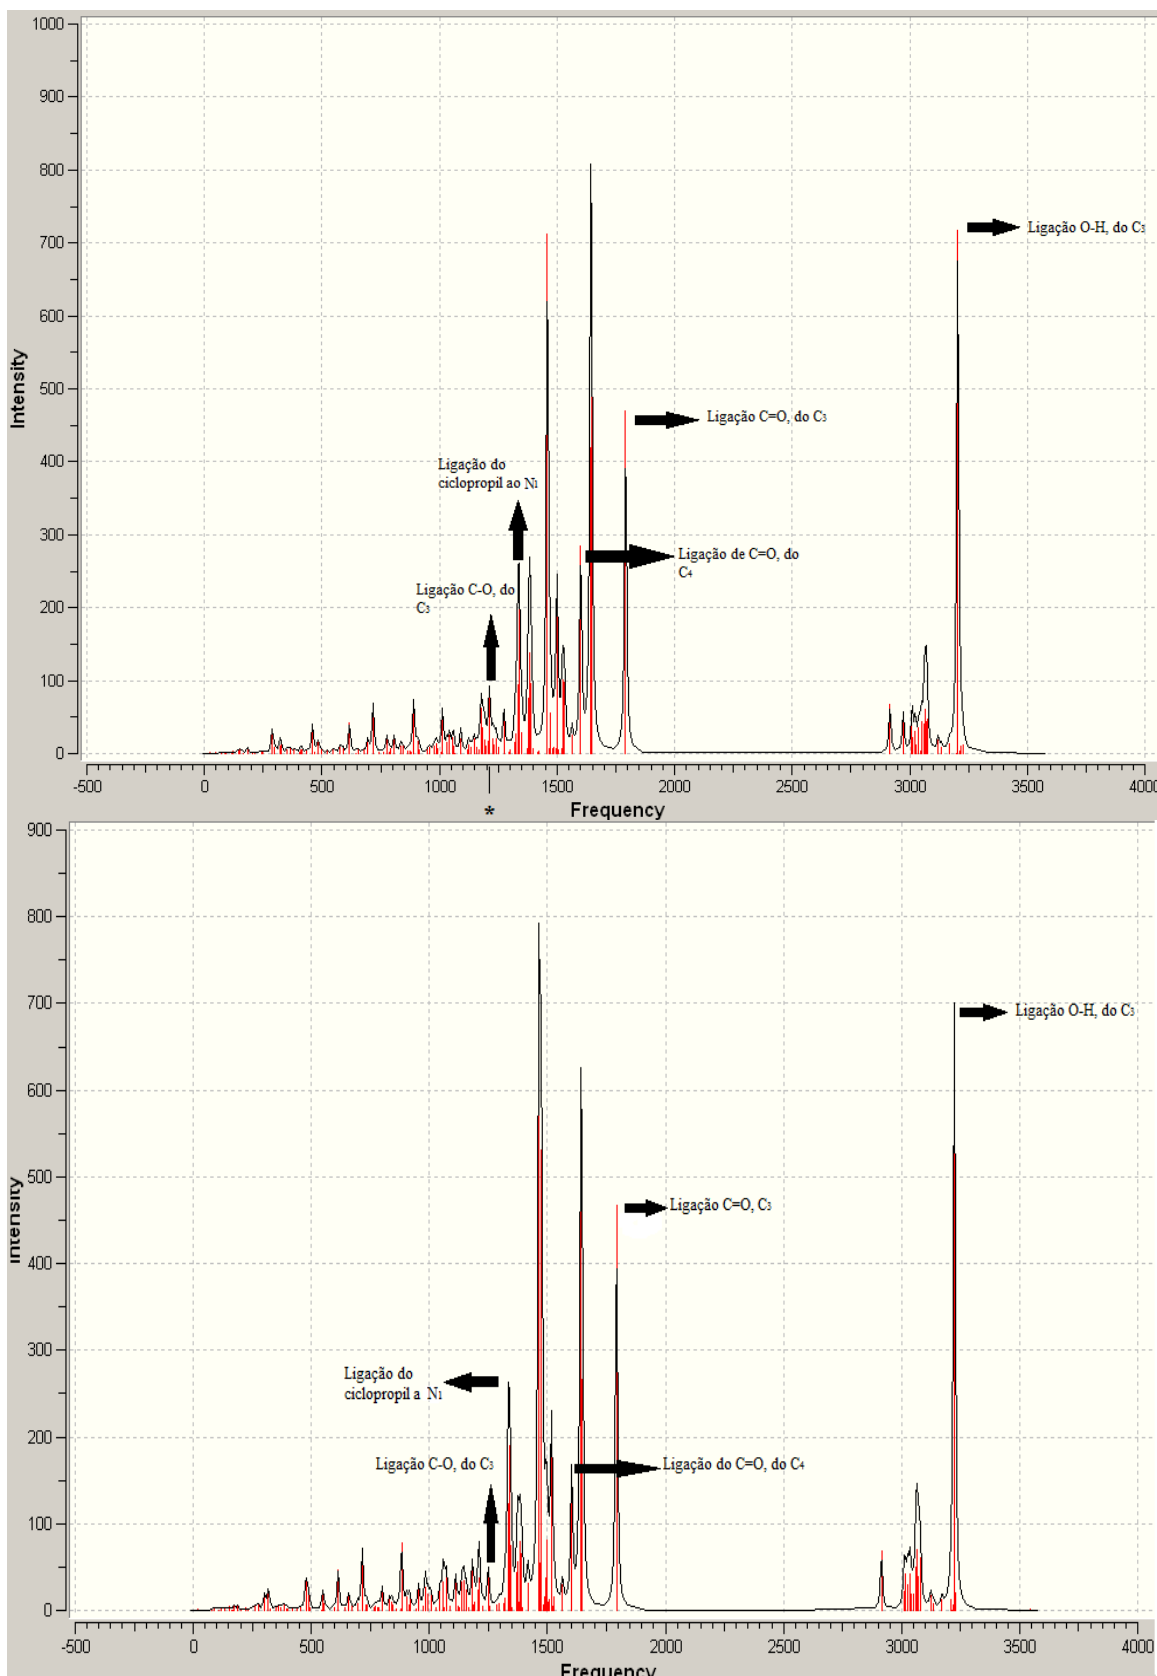 1000
900
800
700
600
500
400
300
200
100
0
Intensity
Ligação O-H, do C3
Ligação C=O, do C3
Ligação do
ciclopropil ao N1
Ligação de C=O, do
C4
Ligação C-O, do
C3
-500 0 500 1000 1500 2000 2500 3000 3500 4000
* Frequency
900
800
700
600
500
400
300
200
100
0
Intensity
Ligação O-H, do C3
Ligação C=O, C3
Ligação do
ciclopropil a N1
Ligação C-O, do C3
Ligação do C=O, do C4
-500 0 500 1000 1500 2000 2500 3000 3500 4000
Frequency